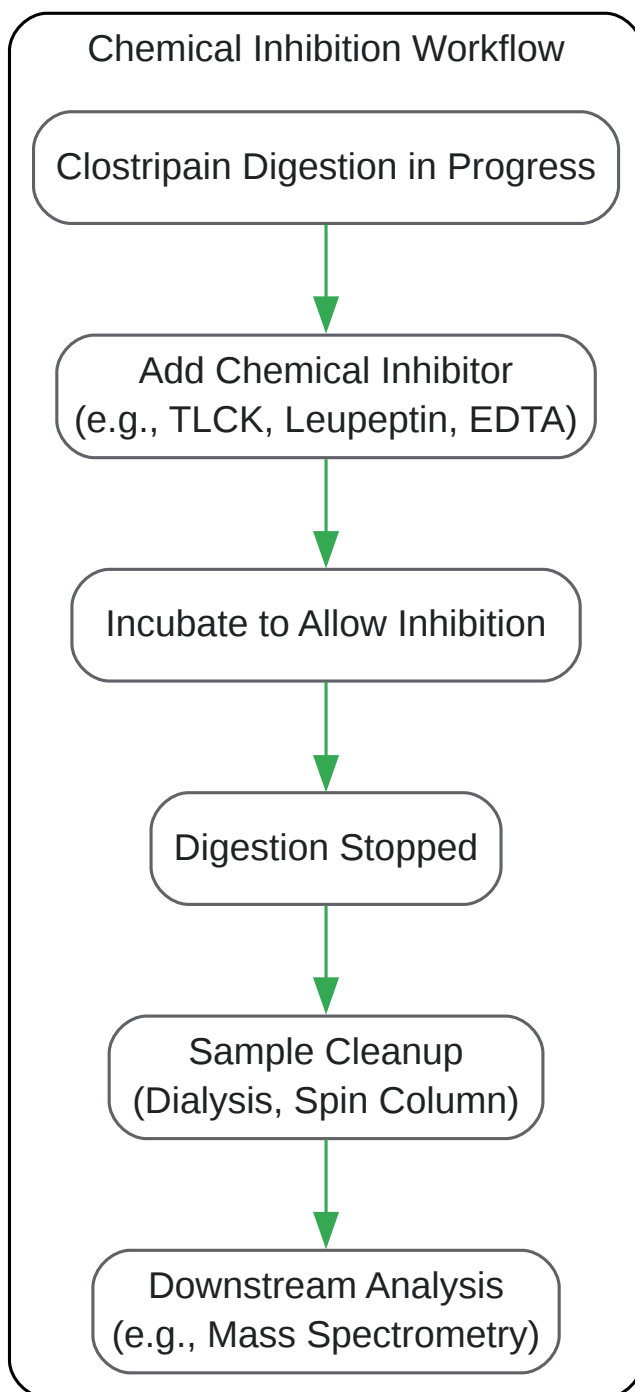 Chemical Inhibition Workflow
Clostripain Digestion in Progress
Add Chemical Inhibitor
(e.g., TLCK, Leupeptin, EDTA)
Incubate to Allow Inhibition
Digestion Stopped
Sample Cleanup
(Dialysis, Spin Column)
Downstream Analysis
(e.g., Mass Spectrometry)